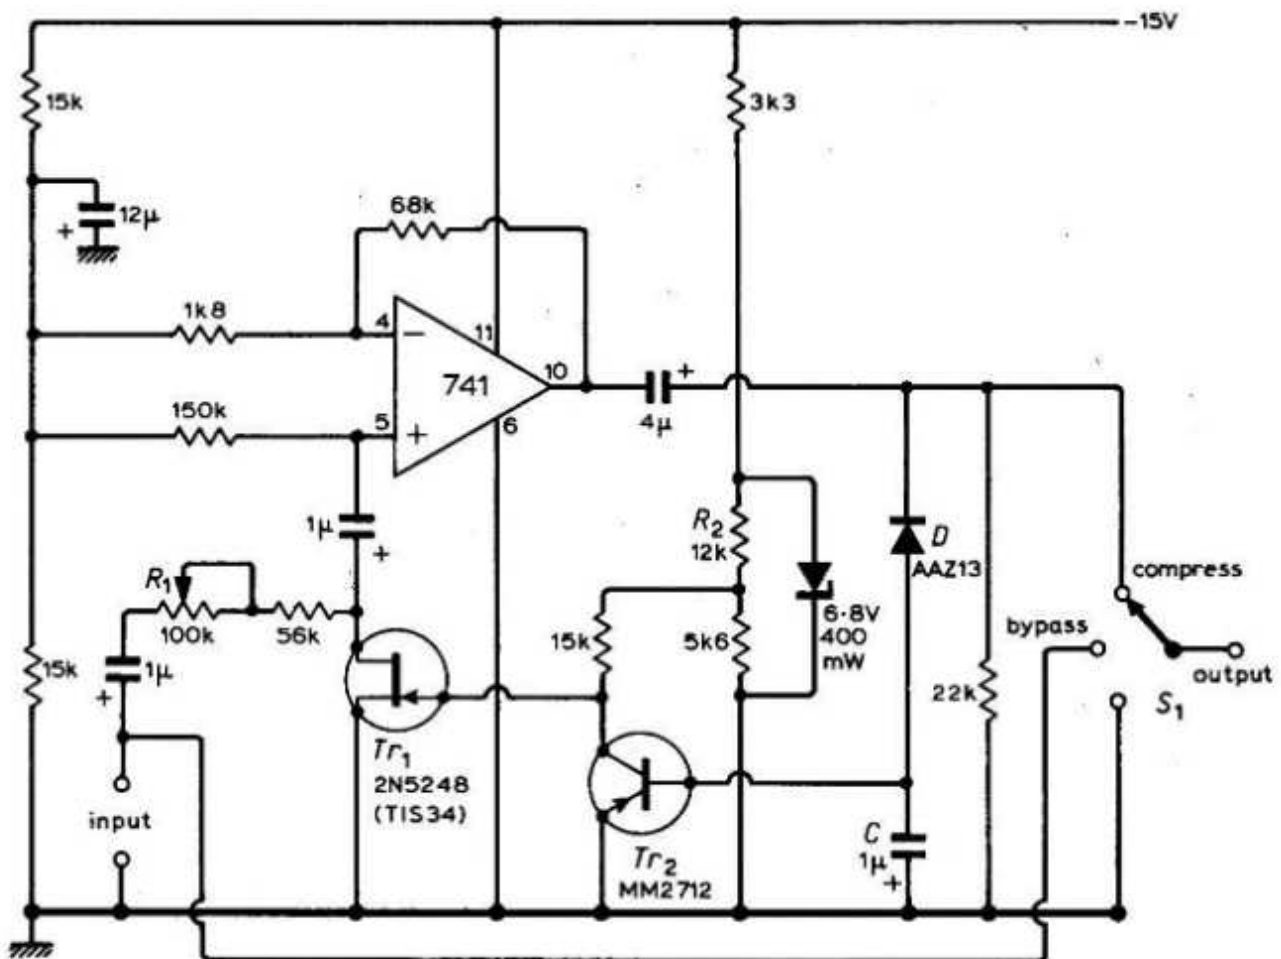 -15V
15k
3k3
12μ
+
68k
1k8
4
−
11
741
10
+
4μ
150k
5
+
6
1μ
+
R2
12k
D
AAZ13
compress
R1
100k
56k
15k
5k6
6·8V
400
mW
bypass
output
15k
1μ
+
22k
S1
Tr1
2N5248
(TIS34)
input
C
1μ
+
Tr2
MM2712